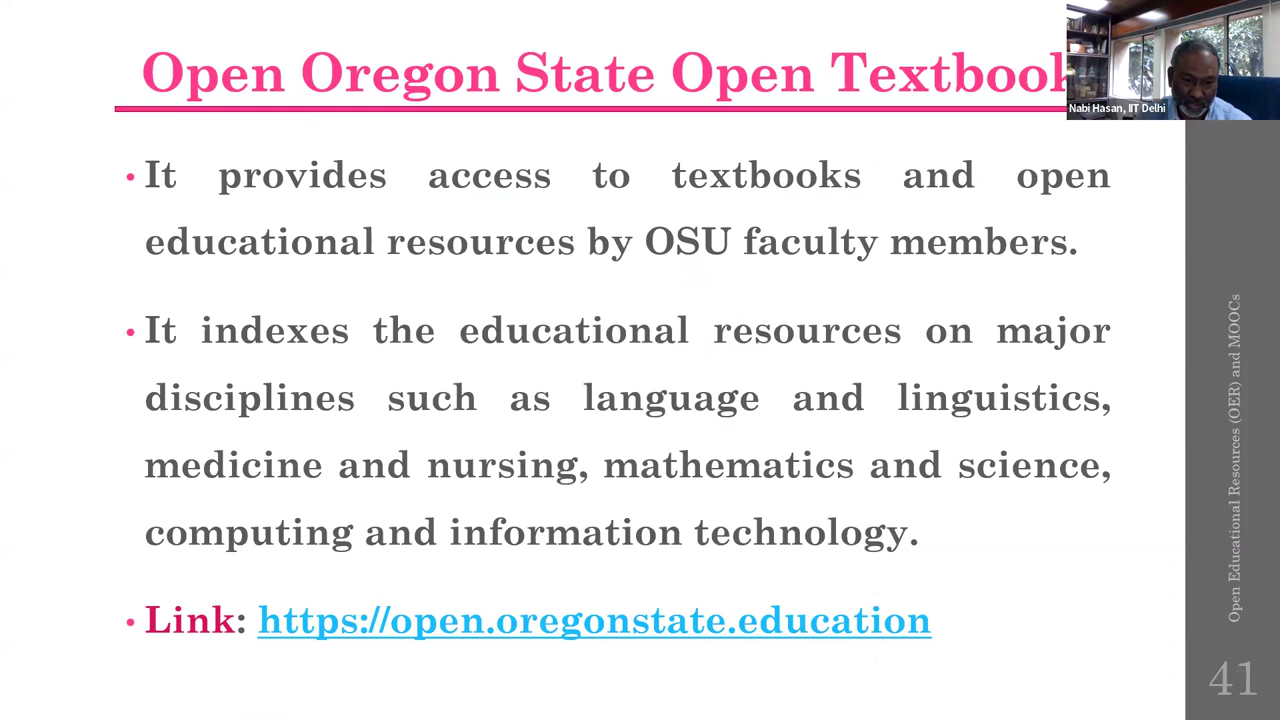 Open Oregon State Open Textbook
Nabi Hasan, IIT Delhi
• It provides access to textbooks and open
educational resources by OSU faculty members.
• It indexes the educational resources on major
disciplines such as language and linguistics,
medicine and nursing, mathematics and science,
computing and information technology.
• Link: https://open.oregonstate.education
Open Educational Resources (OER) and MOOCs
41